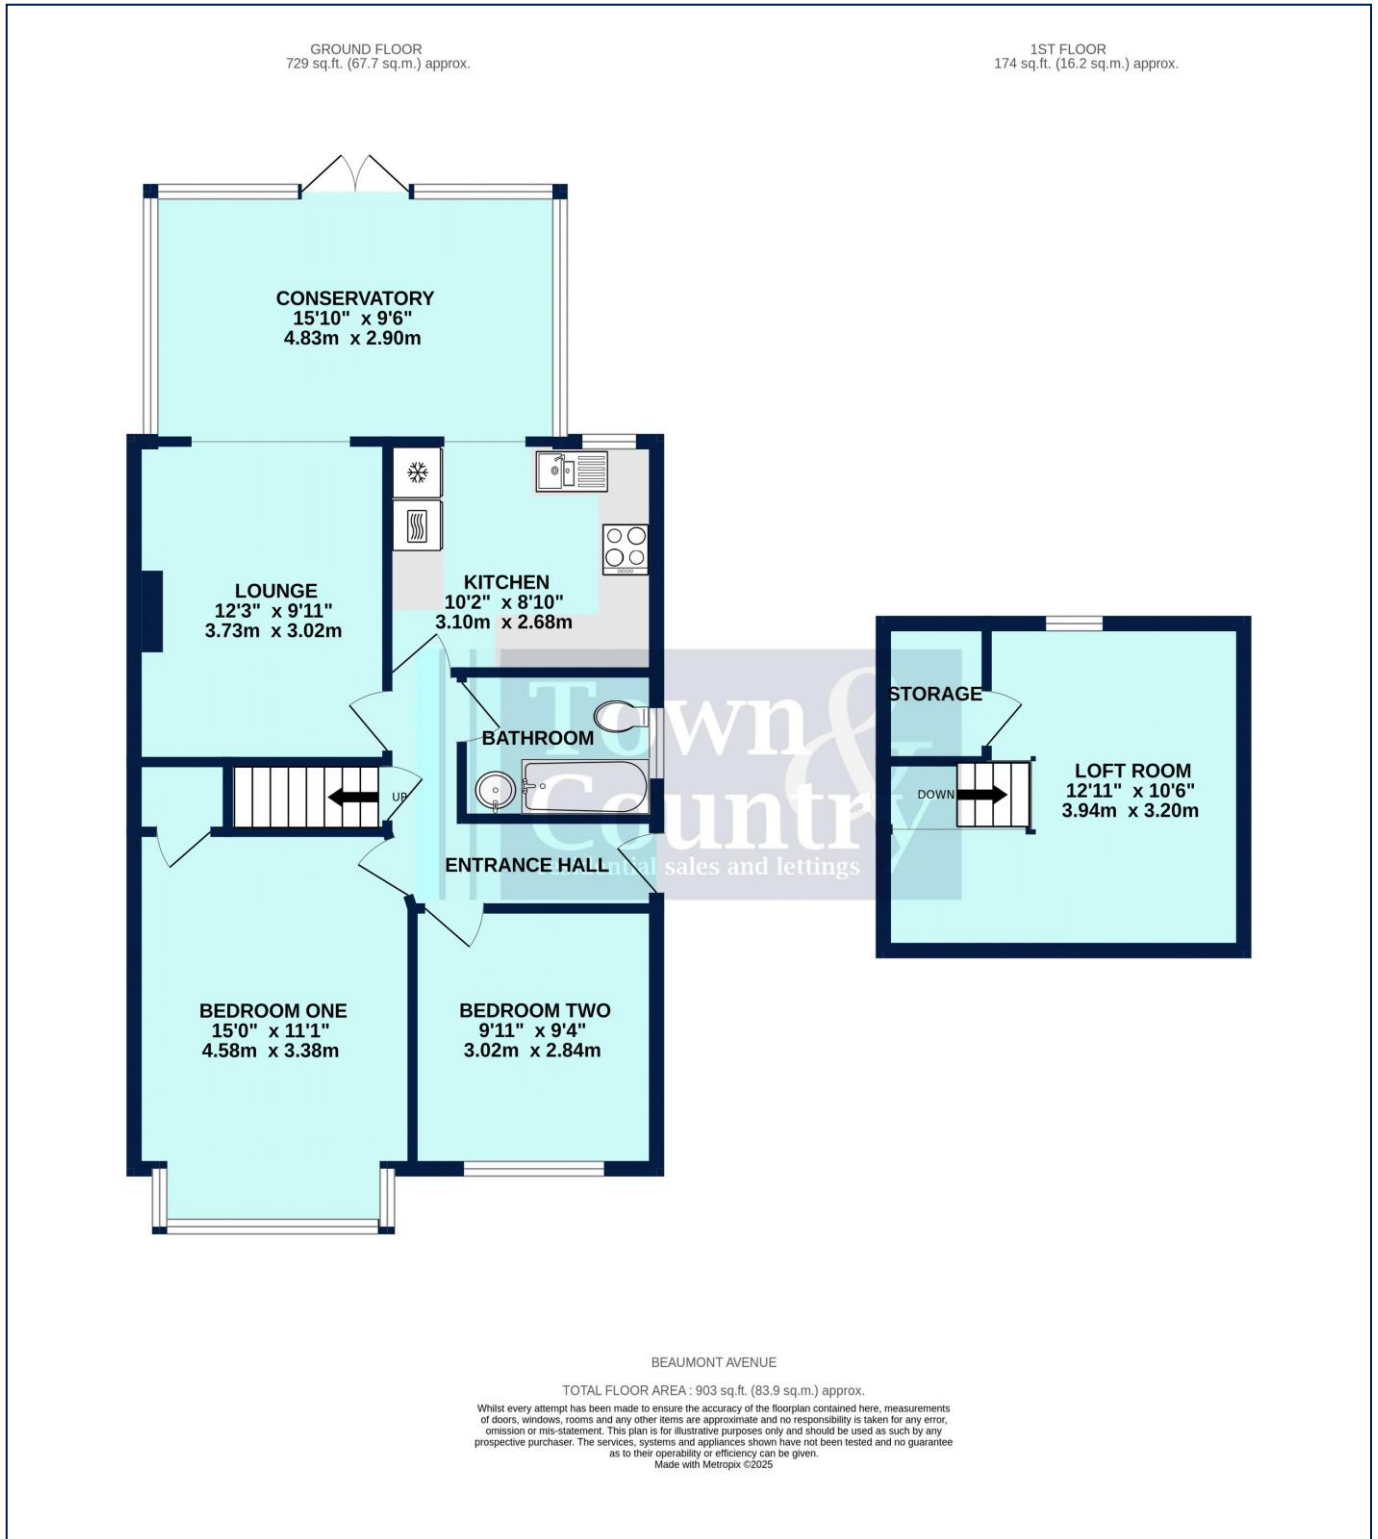 GROUND FLOOR
729 sq.ft. (67.7 sq.m.) approx.
1ST FLOOR
174 sq.ft. (16.2 sq.m.) approx.
CONSERVATORY
15'10" x 9'6"
4.83m x 2.90m
LOUNGE
12'3" x 9'11"
3.73m x 3.02m
KITCHEN
10'2" x 8'10"
3.10m x 2.68m
BATHROOM
UP
ENTRANCE HALL
BEDROOM ONE
15'0" x 11'1"
4.58m x 3.38m
BEDROOM TWO
9'11" x 9'4"
3.02m x 2.84m
STORAGE
LOFT ROOM
12'11" x 10'6"
3.94m x 3.20m
DOWN
Town &
Country
residential sales and lettings
BEAUMONT AVENUE
TOTAL FLOOR AREA : 903 sq.ft. (83.9 sq.m.) approx.
Whilst every attempt has been made to ensure the accuracy of the floorplan contained here, measurements
of doors, windows, rooms and any other items are approximate and no responsibility is taken for any error,
omission or mis-statement. This plan is for illustrative purposes only and should be used as such by any
prospective purchaser. The services, systems and appliances shown have not been tested and no guarantee
as to their operability or efficiency can be given.
Made with Metropix ©2025